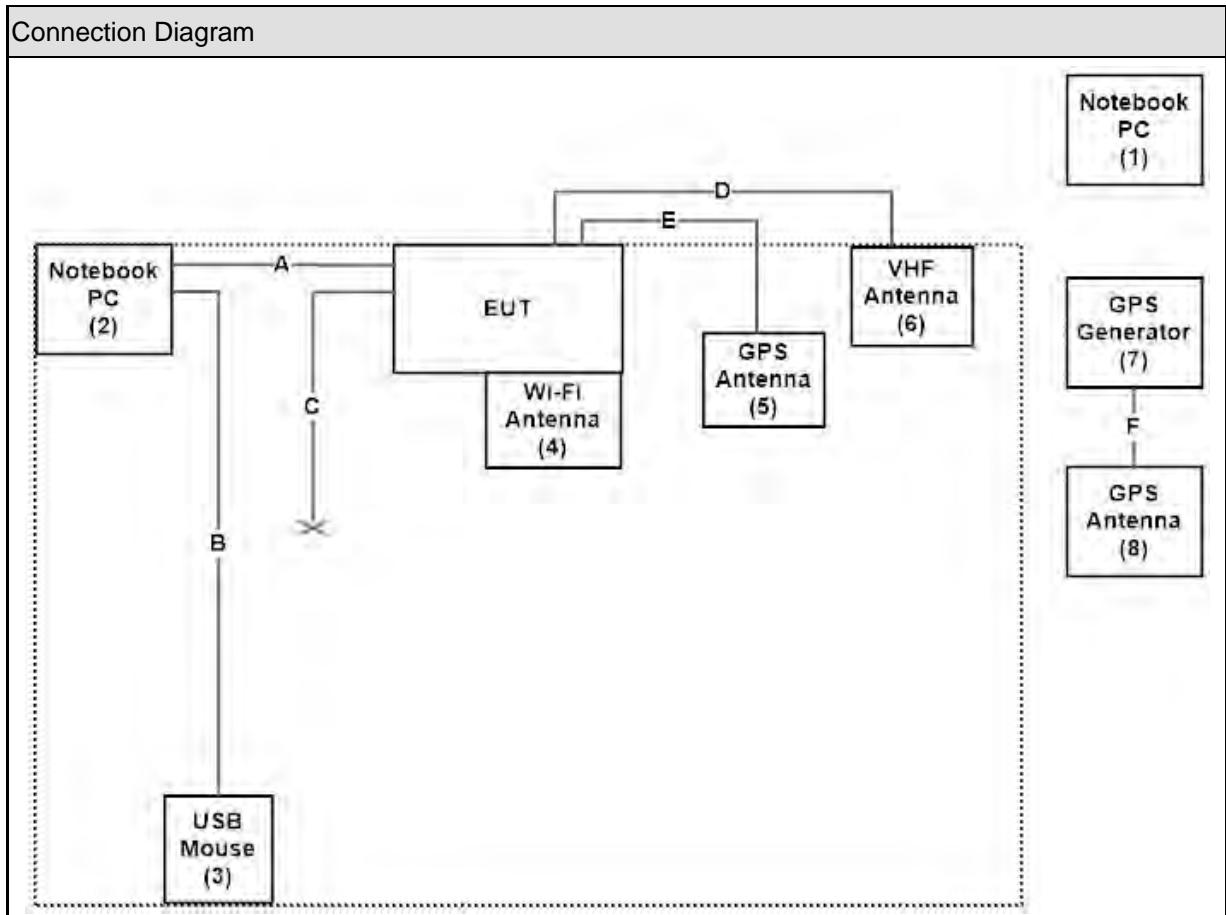 Connection Diagram
Notebook
PC
(1)
D
E
Notebook
PC
(2)
A
EUT
VHF
Antenna
(6)
GPS
Generator
(7)
GPS
Antenna
(5)
Wi-Fi
Antenna
(4)
C
F
GPS
Antenna
(8)
B
USB
Mouse
(3)